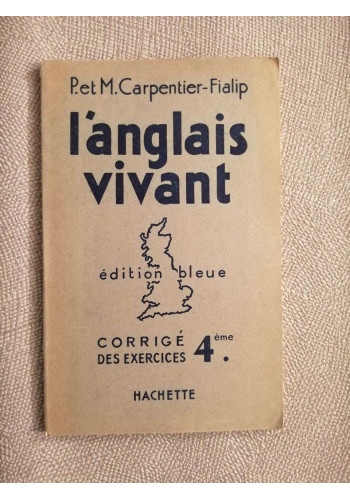 P. et M. Carpentier-Fialip
l'anglais
vivant
édition bleue
CORRIGÉ
DES EXERCICES 4ème.
HACHETTE